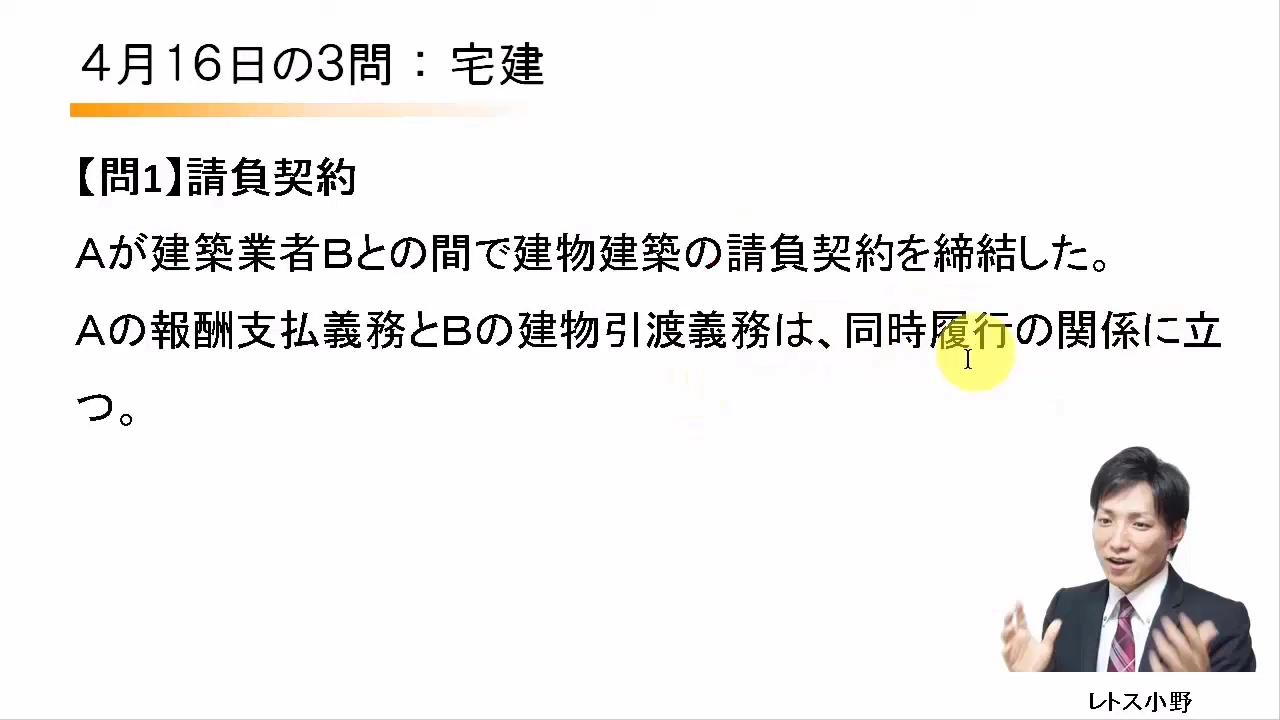 ４月１６日の３問：宅建
【問1】請負契約
Ａが建築業者Ｂとの間で建物建築の請負契約を締結した。
Ａの報酬支払義務とＢの建物引渡義務は、同時履行の関係に立
つ。
レトス小野